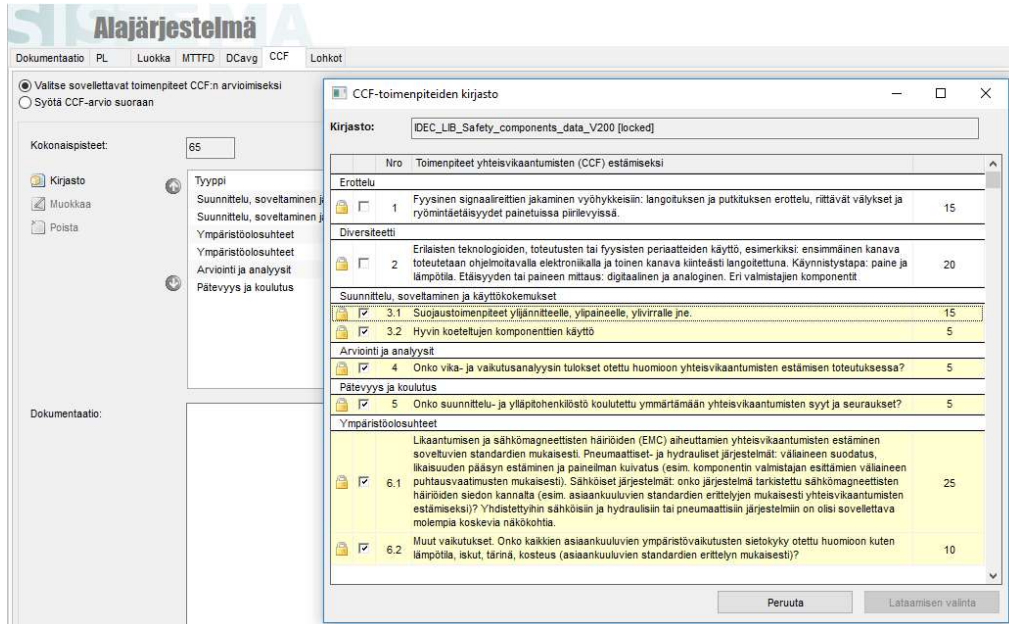 SISTEMA
Alajärjestelmä
Dokumentaatio PL Luokka MTTFD DCavg CCF Lohkot
Valitse sovellettavat toimenpiteet CCF:n arvioimiseksi
Syötä CCF-arvio suoraan
Kokonaispisteet: 65
Kirjasto
Muokkaa
Poista
Tyyppi
Suunnittelu, soveltaminen j
Suunnittelu, soveltaminen j
Ympäristöolosuhteet
Ympäristöolosuhteet
Arviointi ja analyysit
Pätevyys ja koulutus
Dokumentaatio:
CCF-toimenpiteiden kirjasto
Kirjasto: IDEC_LIB_Safety_components_data_V200 [locked]
Nro Toimenpiteet yhteisvikaantumisten (CCF) estämiseksi
Erottelu
1 Fyysinen signaalireittien jakaminen vyöhykkeisiin: langoituksen ja putkituksen erottelu, riittävät välykset ja 15
ryömintäetäisyydet painetuissa piirilevyissä.
Diversiteetti
Erilaisten teknologioiden, toteutusten tai fyysisten periaatteiden käyttö, esimerkiksi: ensimmäinen kanava
2 toteutetaan ohjelmoitavalla elektroniikalla ja toinen kanava kiinteästi langoitettuna. Käynnistystapa: paine ja 20
lämpötila. Etäisyyden tai paineen mittaus: digitaalinen ja analoginen. Eri valmistajien komponentit
Suunnittelu, soveltaminen ja käyttökokemukset
3.1 Suojaustoimenpiteet ylijännitteelle, ylipaineelle, ylivirralle jne. 15
3.2 Hyvin koeteltujen komponenttien käyttö 5
Arviointi ja analyysit
4 Onko vika- ja vaikutusanalyysin tulokset otettu huomioon yhteisvikaantumisten estämisen toteutuksessa? 5
Pätevyys ja koulutus
5 Onko suunnittelu- ja ylläpitohenkilöstö koulutettu ymmärtämään yhteisvikaantumisten syyt ja seuraukset? 5
Ympäristöolosuhteet
Likaantumisen ja sähkömagneettisten häiriöiden (EMC) aiheuttamien yhteisvikaantumisten estäminen
soveltuvien standardien mukaisesti. Pneumaattiset- ja hydrauliset järjestelmät: väliaineen suodatus,
likaisuuden pääsyn estäminen ja paineilman kuivatus (esim. komponentin valmistajan esittämien väliaineen
puhtausvaatimusten mukaisesti). Sähköiset järjestelmät: onko järjestelmä tarkistettu sähkömagneettisten
6.1 häiriöiden siedon kannalta (esim. asiaankuuluvien standardien erittelyjen mukaisesti yhteisvikaantumisten 25
estämiseksi)? Yhdistettyihin sähköisiin ja hydraulisiin tai pneumaattisiin järjestelmiin on olisi sovellettava
molempia koskevia näkökohtia.
6.2 Muut vaikutukset. Onko kaikkien asiaankuuluvien ympäristövaikutusten sietokyky otettu huomioon kuten 10
lämpötila, iskut, tärinä, kosteus (asiaankuuluvien standardien erittelyn mukaisesti)?
Peruuta Lataamisen valinta